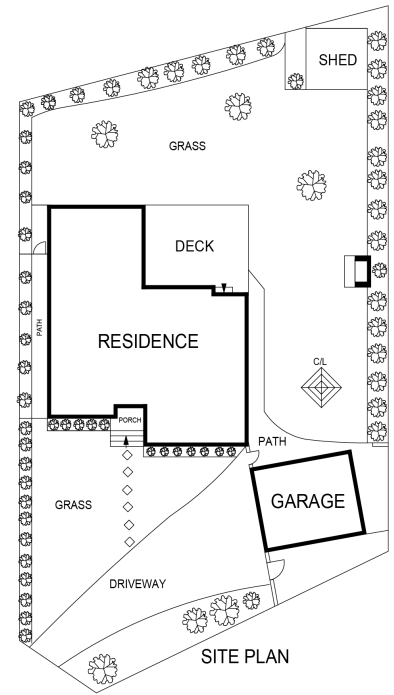 SHED
GRASS
DECK
RESIDENCE
PATH
C/L
PORCH
PATH
GRASS
GARAGE
DRIVEWAY
SITE PLAN